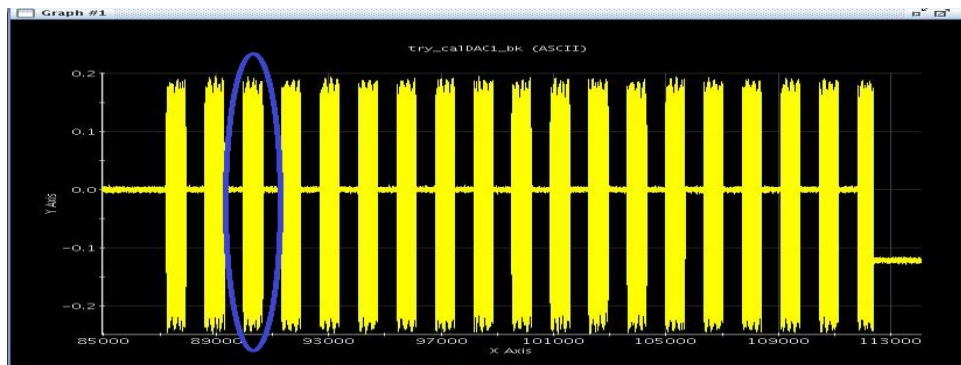 Graph #1
try_calDAC1_bk (ASCII)
0.2
0.1
0.0
-0.1
-0.2
Y Axis
85000 89000 93000 97000 101000 105000 109000 113000
X Axis